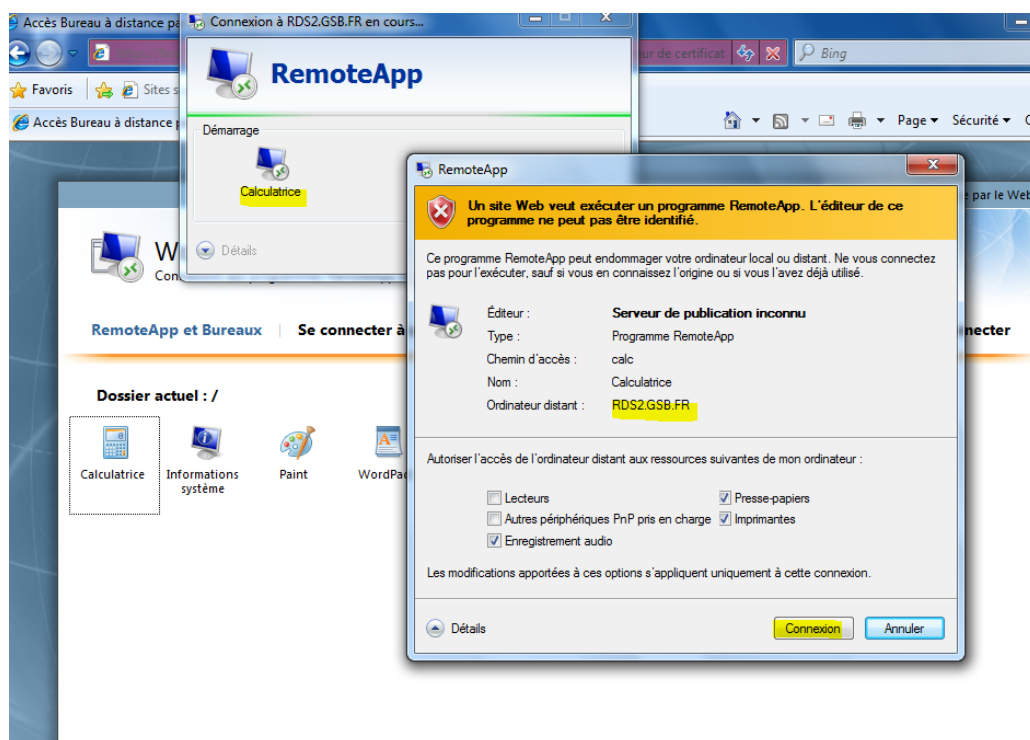 Accès Bureau à distance pa
Connexion à RDS2.GSB.FR en cours...
ur de certificat
Bing
RemoteApp
Favoris
Sites s
Accès Bureau à distance p
Page
Sécurité
Démarrage
Calculatrice
Détails
RemoteApp
Un site Web veut exécuter un programme RemoteApp. L'éditeur de ce
programme ne peut pas être identifié.
par le Web
Ce programme RemoteApp peut endommager votre ordinateur local ou distant. Ne vous connectez
pas pour l'exécuter, sauf si vous en connaissez l'origine ou si vous l'avez déjà utilisé.
W
Con
Éditeur : Serveur de publication inconnu
Type : Programme RemoteApp
Chemin d'accès : calc
Nom : Calculatrice
Ordinateur distant : RDS2.GSB.FR
RemoteApp et Bureaux
Se connecter à
necter
Dossier actuel : /
Calculatrice
Informations
système
Paint
WordPad
Autoriser l'accès de l'ordinateur distant aux ressources suivantes de mon ordinateur :
Lecteurs
Presse-papiers
Autres périphériques PnP pris en charge
Imprimantes
Enregistrement audio
Les modifications apportées à ces options s'appliquent uniquement à cette connexion.
Détails
Connexion
Annuler